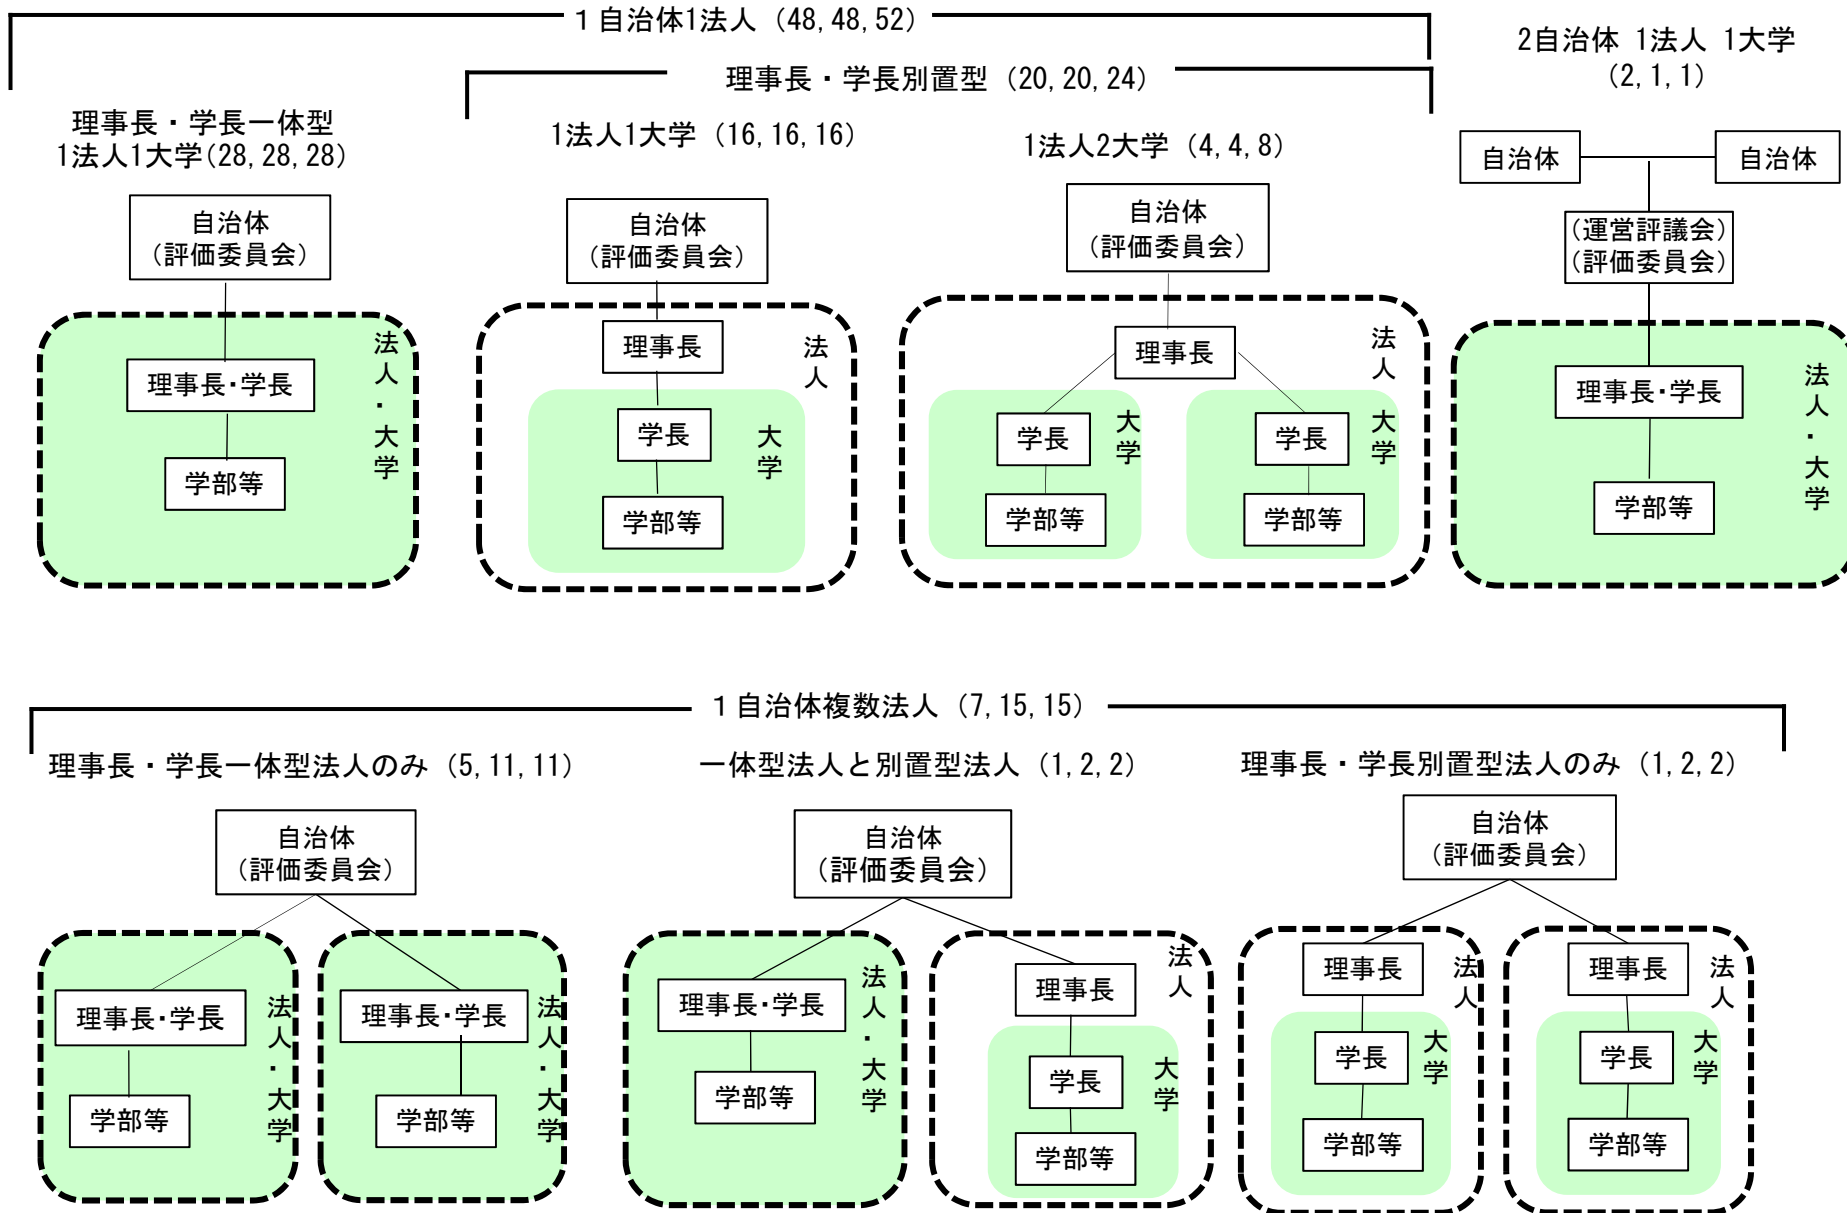 １自治体1法人（48,48,52）
理事長・学長別置型（20,20,24）
2自治体 1法人 1大学
（2,1,1）
理事長・学長一体型
1法人1大学（28,28,28）
自治体
（評価委員会）
理事長・学長
学部等
法人・大学
1法人1大学（16,16,16）
自治体
（評価委員会）
理事長
法人
学長
大学
学部等
1法人2大学（4,4,8）
自治体
（評価委員会）
理事長
法人
学長
大学
学部等
学長
大学
学部等
自治体
自治体
（運営評議会）
（評価委員会）
理事長・学長
学部等
法人・大学
１自治体複数法人（7,15,15）
理事長・学長一体型法人のみ（5,11,11）
自治体
（評価委員会）
理事長・学長
学部等
法人・大学
理事長・学長
学部等
法人・大学
一体型法人と別置型法人（1,2,2）
自治体
（評価委員会）
理事長・学長
学部等
法人・大学
理事長
法人
学長
大学
学部等
理事長・学長別置型法人のみ（1,2,2）
自治体
（評価委員会）
理事長
法人
学長
大学
学部等
理事長
法人
学長
大学
学部等